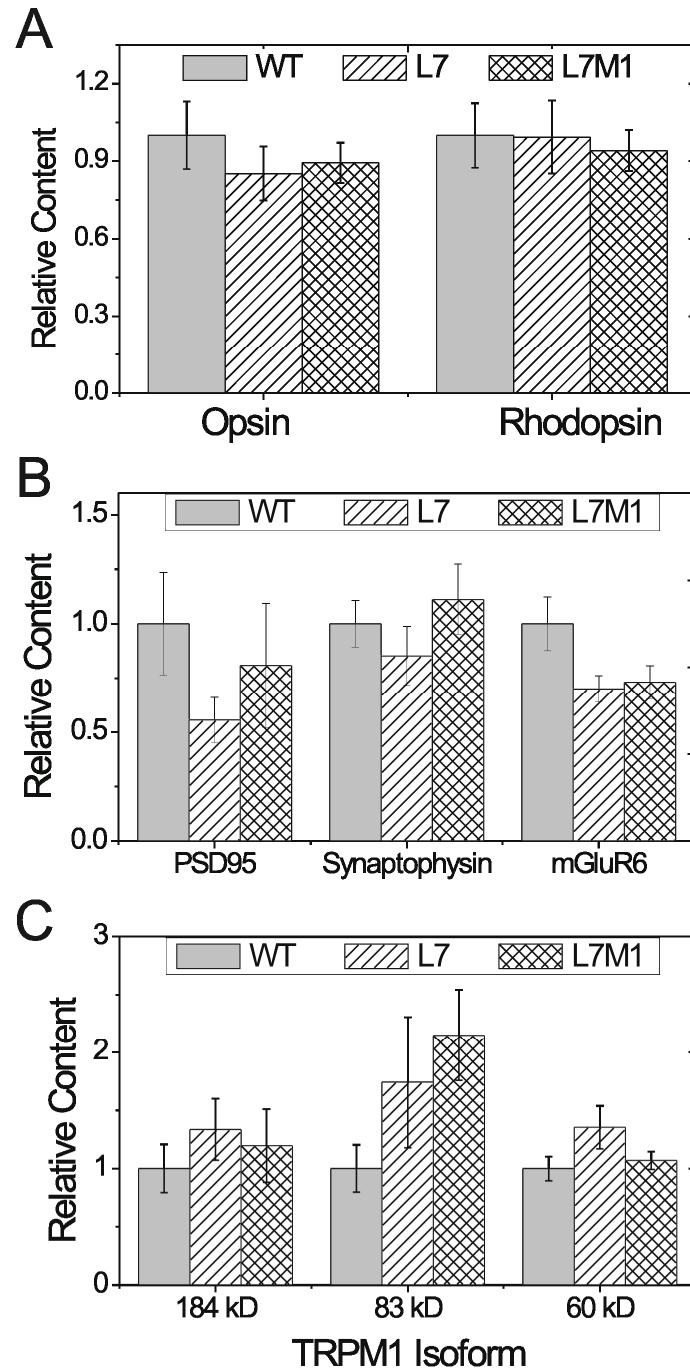 A
WT L7 L7M1
1.2
0.9
0.6
0.3
0.0
Relative Content
Opsin Rhodopsin
B
WT L7 L7M1
1.5
1.0
0.5
0.0
Relative Content
PSD95 Synaptophysin mGluR6
C
WT L7 L7M1
3
2
1
0
Relative Content
184 kD 83 kD 60 kD
TRPM1 Isoform